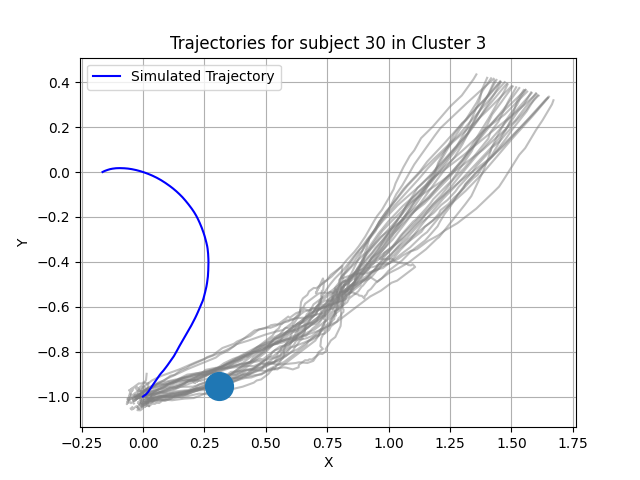 Trajectories for subject 30 in Cluster 3
Simulated Trajectory
Y
0.4
0.2
0.0
−0.2
−0.4
−0.6
−0.8
−1.0
−0.25 0.00 0.25 0.50 0.75 1.00 1.25 1.50 1.75
X